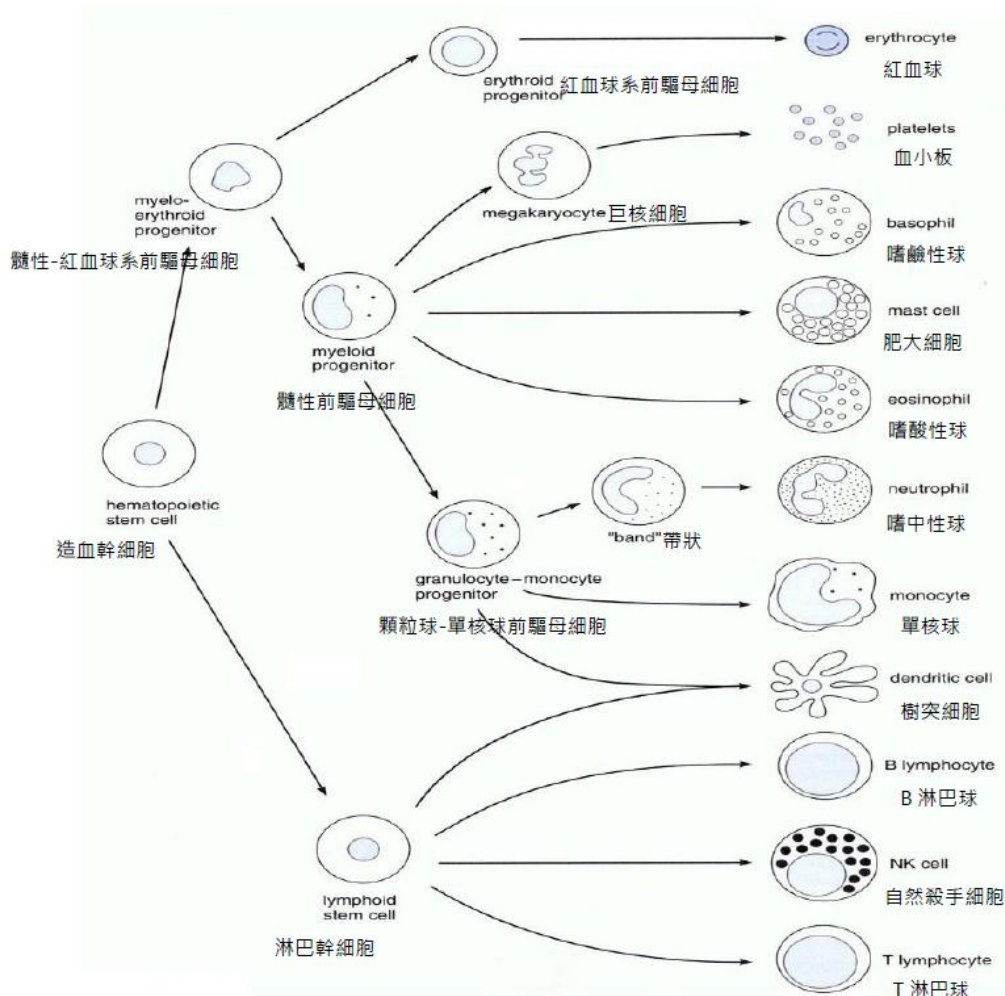 erythrocyte
紅血球
erythroid
progenitor 紅血球系前驅母細胞
platelets
血小板
myelo-
erythroid
progenitor
髓性-紅血球系前驅母細胞
megakaryocyte 巨核細胞
basophil
嗜鹼性球
mast cell
肥大細胞
myeloid
progenitor
髓性前驅母細胞
eosinophil
嗜酸性球
hematopoietic
stem cell
造血幹細胞
"band" 帶狀
neutrophil
嗜中性球
granulocyte–monocyte
progenitor
顆粒球-單核球前驅母細胞
monocyte
單核球
dendritic cell
樹突細胞
B lymphocyte
B 淋巴球
NK cell
自然殺手細胞
lymphoid
stem cell
淋巴幹細胞
T lymphocyte
T 淋巴球